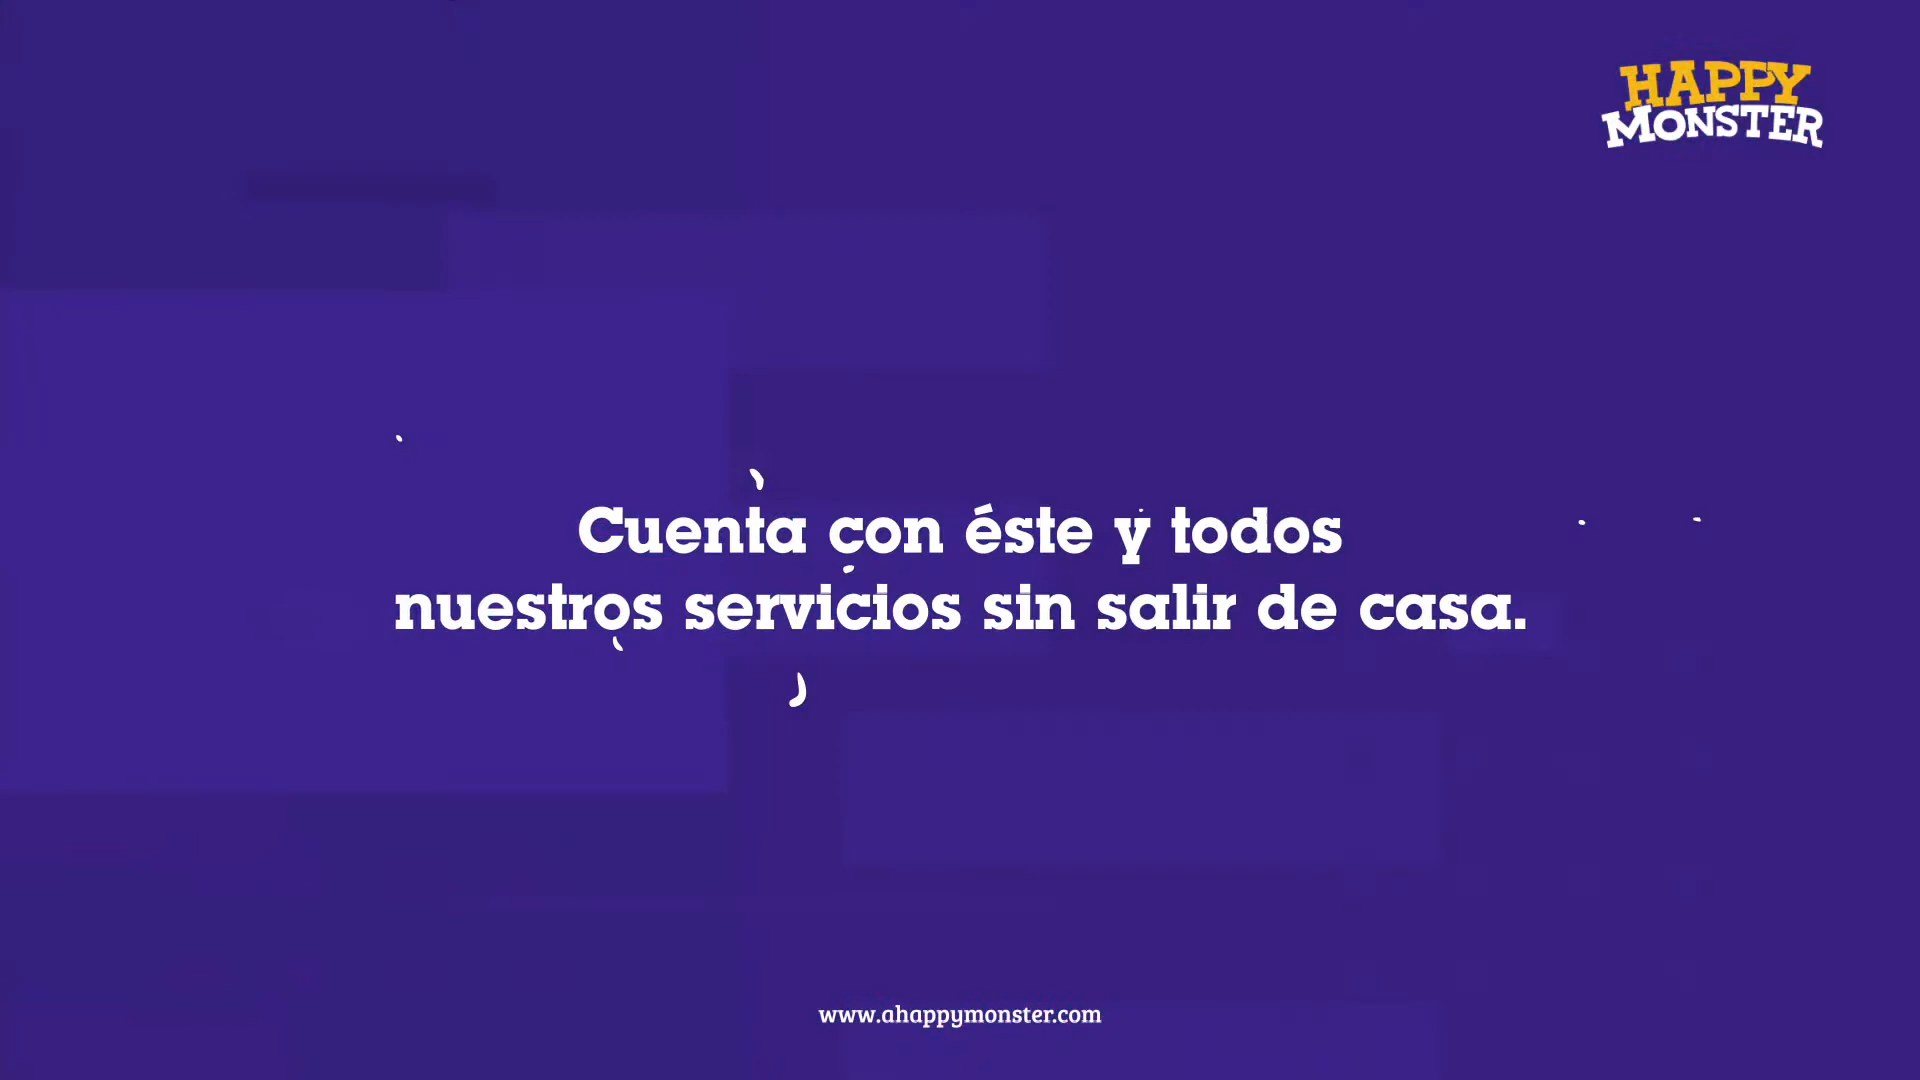 HAPPY
MONSTER
Cuenta con éste y todos
nuestros servicios sin salir de casa.
www.ahappymonster.com